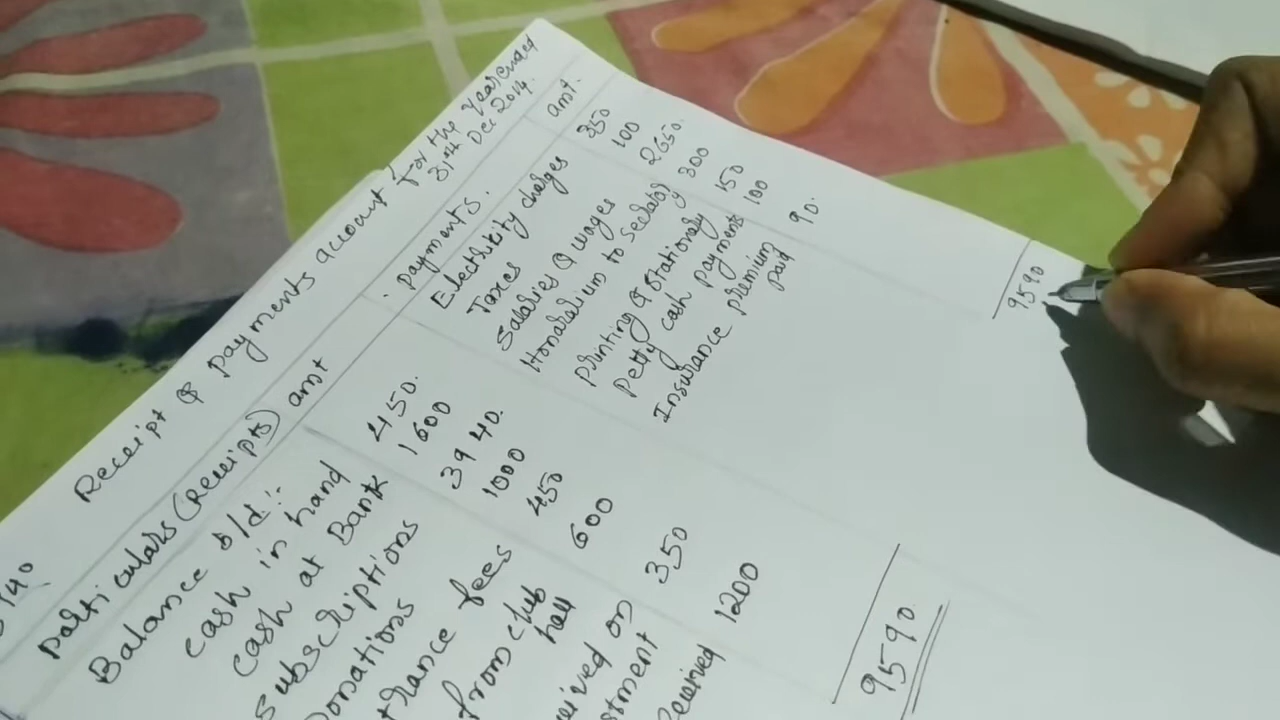 Receipt & Payments account for the year ended
31st Dec 2014.
particulars (Receipts) amt
Balance b/d :-
cash in hand 450.
cash at Bank 1600
subscriptions 3940.
Donations 1000
trance fees 450
from club hall 600
eived on stment 350
Received 1200
9590
payments. amt.
Electricity charges 350
Taxes 100
Salaries & wages 2650.
Honorarium to secretary 300
printing & stationary 150
Petty cash payments 100
Insurance premium paid 90.
9590